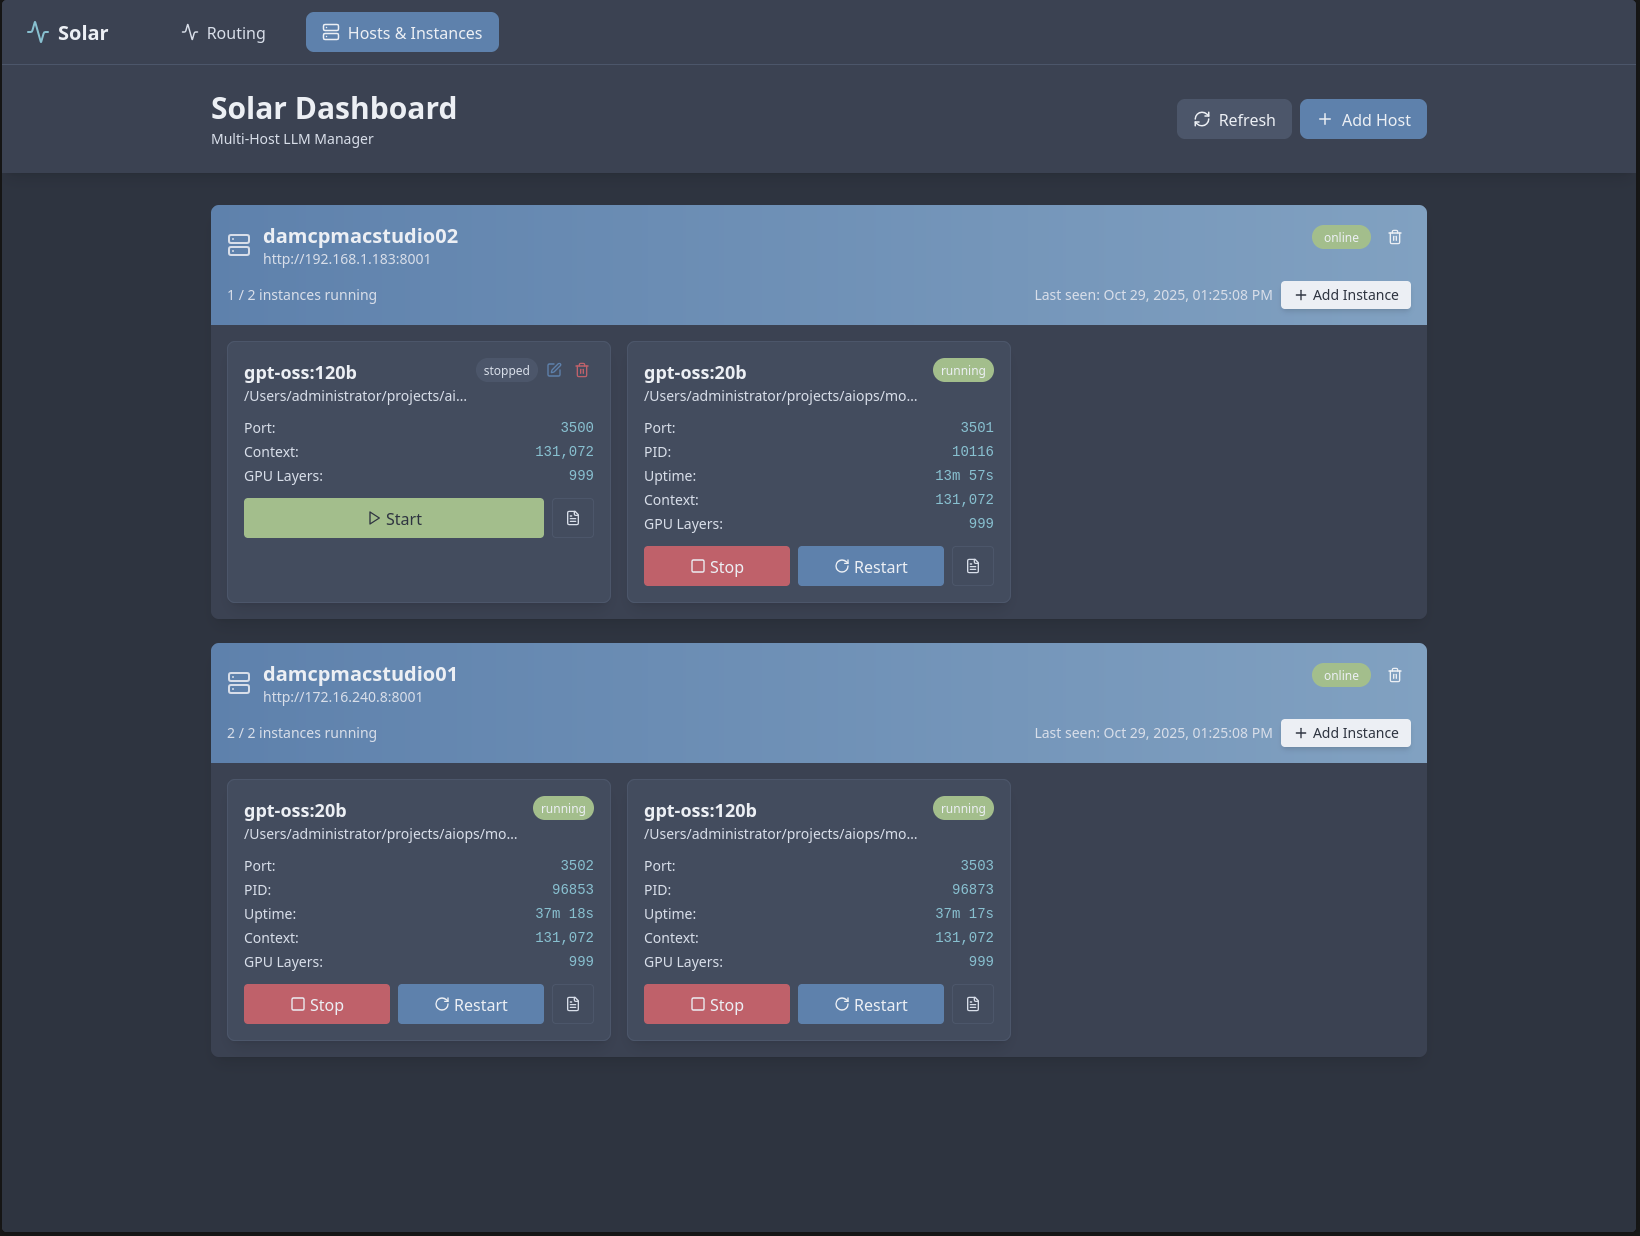 Solar
Routing
Hosts & Instances
Solar Dashboard
Multi-Host LLM Manager
Refresh
Add Host
damcpmacstudio02
http://192.168.1.183:8001
online
1 / 2 instances running
Last seen: Oct 29, 2025, 01:25:08 PM
Add Instance
gpt-oss:120b
stopped
/Users/administrator/projects/ai...
Port: 3500
Context: 131,072
GPU Layers: 999
Start
gpt-oss:20b
running
/Users/administrator/projects/aiops/mo...
Port: 3501
PID: 10116
Uptime: 13m 57s
Context: 131,072
GPU Layers: 999
Stop
Restart
damcpmacstudio01
http://172.16.240.8:8001
online
2 / 2 instances running
Last seen: Oct 29, 2025, 01:25:08 PM
Add Instance
gpt-oss:20b
running
/Users/administrator/projects/aiops/mo...
Port: 3502
PID: 96853
Uptime: 37m 18s
Context: 131,072
GPU Layers: 999
Stop
Restart
gpt-oss:120b
running
/Users/administrator/projects/aiops/mo...
Port: 3503
PID: 96873
Uptime: 37m 17s
Context: 131,072
GPU Layers: 999
Stop
Restart